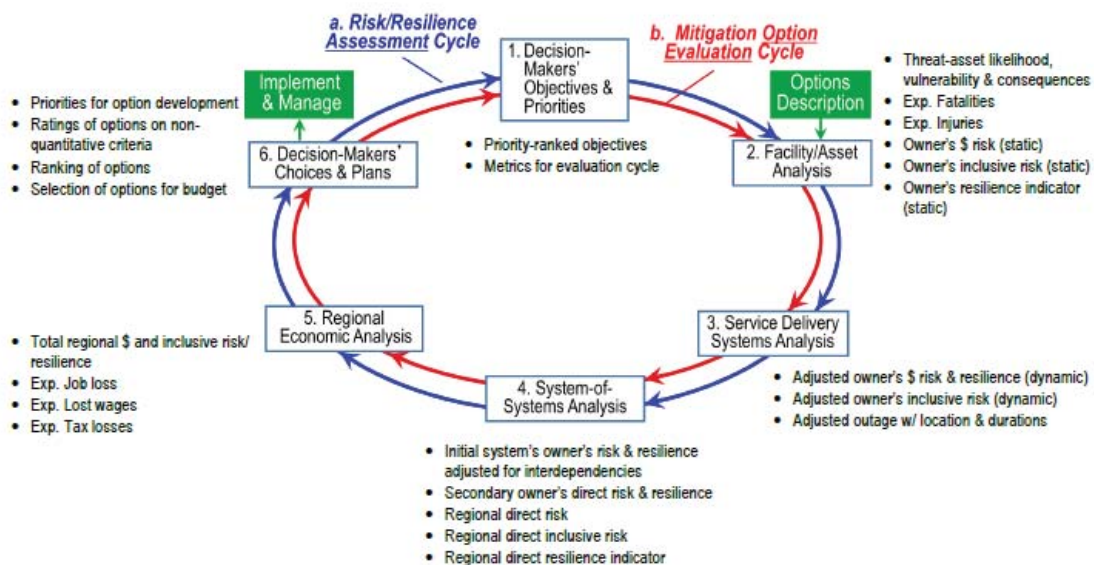 a. Risk/Resilience
Assessment Cycle
b. Mitigation Option
Evaluation Cycle
1. Decision-
Makers'
Objectives &
Priorities
• Priority-ranked objectives
• Metrics for evaluation cycle
Options
Description
2. Facility/Asset
Analysis
• Threat-asset likelihood,
vulnerability & consequences
• Exp. Fatalities
• Exp. Injuries
• Owner's $ risk (static)
• Owner's inclusive risk (static)
• Owner's resilience indicator
(static)
3. Service Delivery
Systems Analysis
• Adjusted owner's $ risk & resilience (dynamic)
• Adjusted owner's inclusive risk (dynamic)
• Adjusted outage w/ location & durations
4. System-of-
Systems Analysis
• Initial system's owner's risk & resilience
adjusted for interdependencies
• Secondary owner's direct risk & resilience
• Regional direct risk
• Regional direct inclusive risk
• Regional direct resilience indicator
5. Regional
Economic Analysis
• Total regional $ and inclusive risk/
resilience
• Exp. Job loss
• Exp. Lost wages
• Exp. Tax losses
6. Decision-Makers'
Choices & Plans
Implement
& Manage
• Priorities for option development
• Ratings of options on non-
quantitative criteria
• Ranking of options
• Selection of options for budget